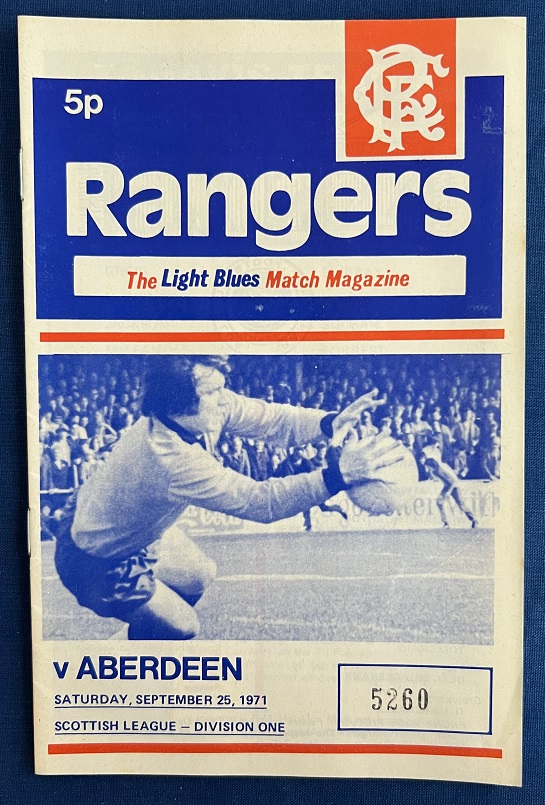 5p
RFC
Rangers
The Light Blues Match Magazine
v ABERDEEN
SATURDAY, SEPTEMBER 25, 1971
SCOTTISH LEAGUE – DIVISION ONE
5260